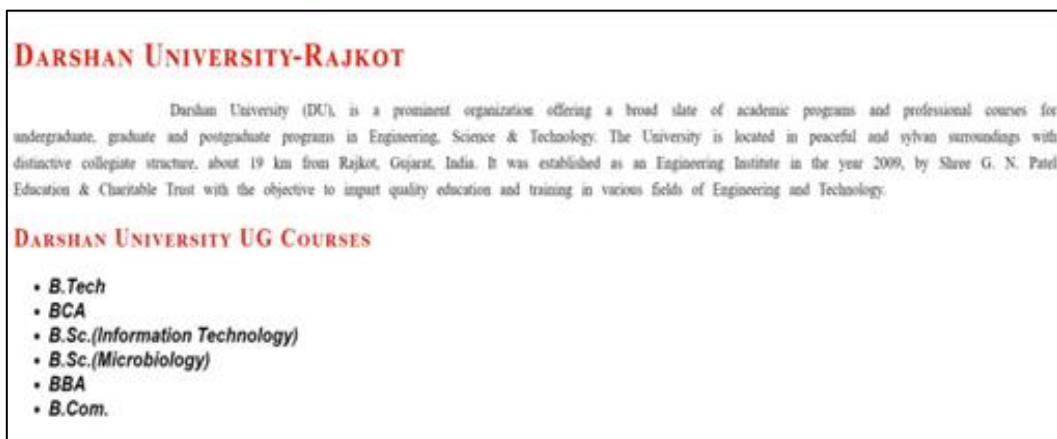 DARSHAN UNIVERSITY-RAJKOT
Darshan University (DU), is a prominent organization offering a broad slate of academic programs and professional courses for
undergraduate, graduate and postgraduate programs in Engineering, Science & Technology. The University is located in peaceful and sylvan surroundings with
distinctive collegiate structure, about 19 km from Rajkot, Gujarat, India. It was established as an Engineering Institute in the year 2009, by Shree G. N. Patel
Education & Charitable Trust with the objective to impart quality education and training in various fields of Engineering and Technology.
DARSHAN UNIVERSITY UG COURSES
• B.Tech
• BCA
• B.Sc.(Information Technology)
• B.Sc.(Microbiology)
• BBA
• B.Com.